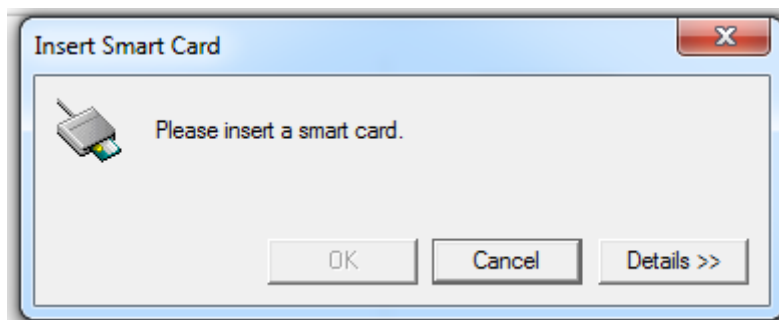 Insert Smart Card
Please insert a smart card.
OK
Cancel
Details >>